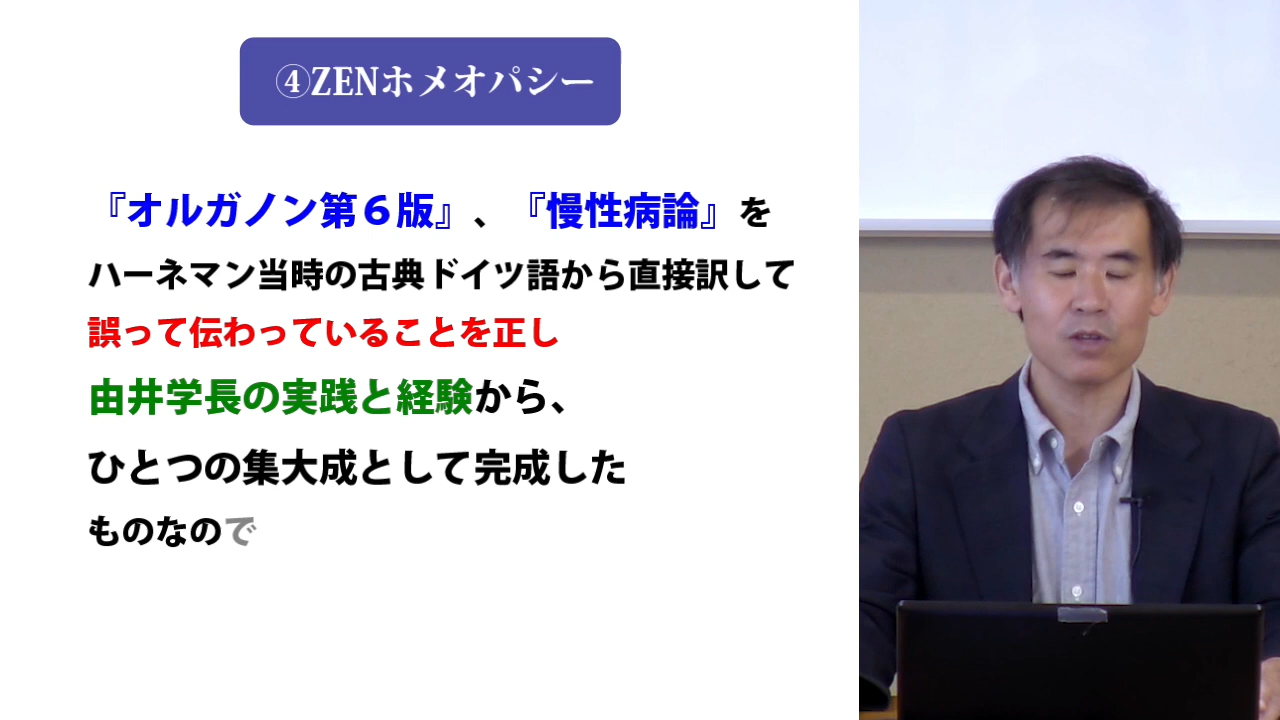 ④ZENホメオパシー
『オルガノン第６版』、『慢性病論』を
ハーネマン当時の古典ドイツ語から直接訳して
誤って伝わっていることを正し
由井学長の実践と経験から、
ひとつの集大成として完成した
ものなので